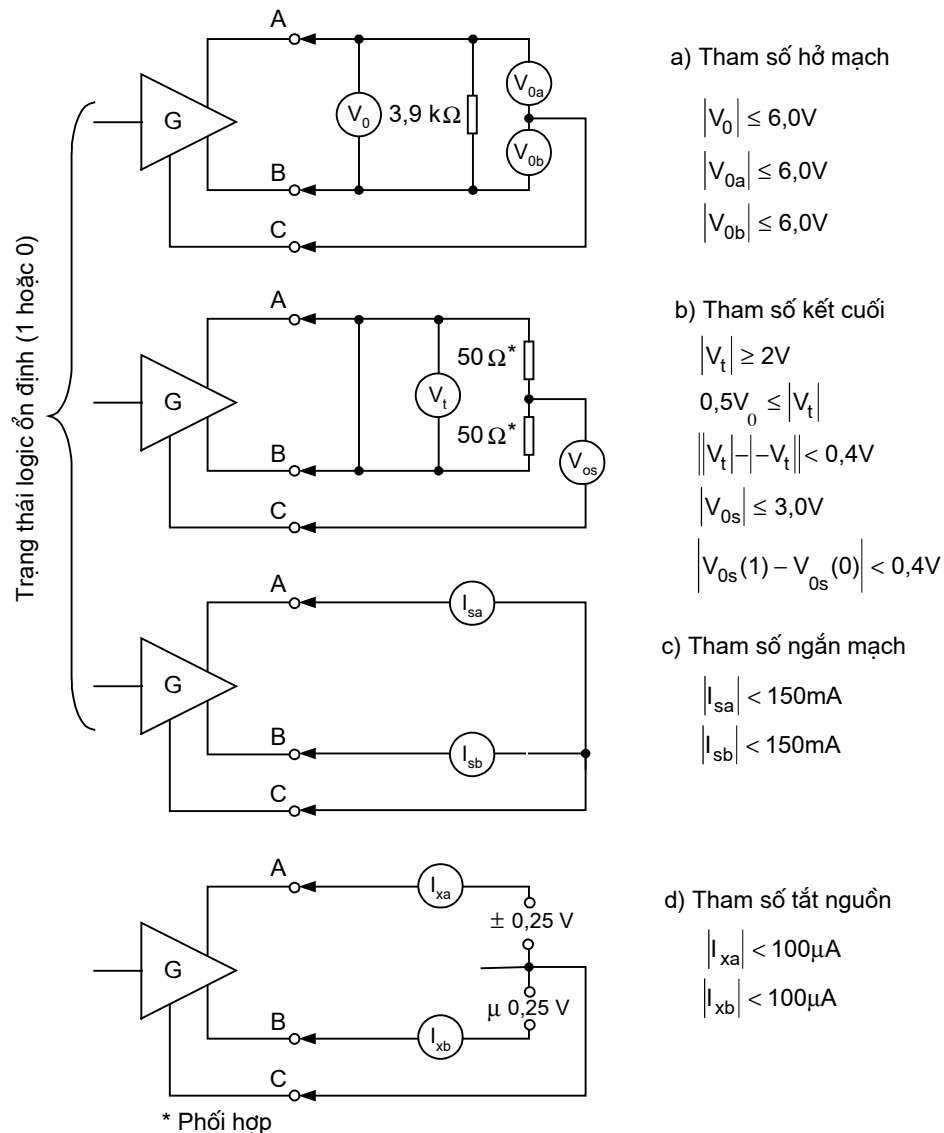 Trạng thái logic ổn định (1 hoặc 0)
A
G
V₀
3,9 kΩ
V₀ₐ
V₀b
B
C
a) Tham số hở mạch
|V₀| ≤ 6,0V
|V₀ₐ| ≤ 6,0V
|V₀b| ≤ 6,0V
A
G
50 Ω*
Vₜ
50 Ω*
B
Vₒₛ
C
b) Tham số kết cuối
|Vₜ| ≥ 2V
0,5V₀ ≤ |Vₜ|
||Vₜ|−|−Vₜ|| < 0,4V
|V₀ₛ| ≤ 3,0V
|V₀ₛ(1) − V₀ₛ(0)| < 0,4V
A
Iₛₐ
G
B
Iₛb
C
c) Tham số ngắn mạch
|Iₛₐ| < 150mA
|Iₛb| < 150mA
A
Iₓₐ
± 0,25 V
G
μ 0,25 V
B
Iₓb
C
d) Tham số tắt nguồn
|Iₓₐ| < 100μA
|Iₓb| < 100μA
* Phối hợp